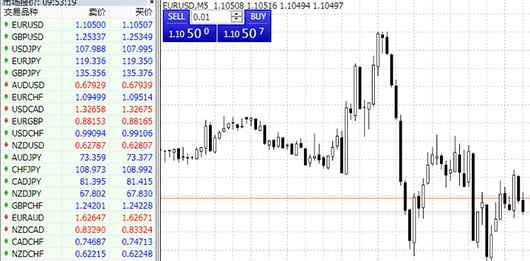 市场报价: 09:53:19
交易品种 卖价 买价
EURUSD 1.10500 1.10507
GBPUSD 1.25337 1.25349
USDJPY 107.988 107.995
EURJPY 119.336 119.350
GBPJPY 135.356 135.376
AUDUSD 0.67929 0.67939
EURCHF 1.09499 1.09514
USDCAD 1.32658 1.32675
EURGBP 0.88153 0.88165
USDCHF 0.99094 0.99106
NZDUSD 0.62787 0.62807
AUDJPY 73.359 73.377
CHFJPY 108.973 108.992
CADJPY 81.395 81.415
NZDJPY 67.802 67.830
GBPCHF 1.24201 1.24228
EURAUD 1.62647 1.62671
NZDCAD 0.83290 0.83324
CADCHF 0.74687 0.74713
NZDCHF 0.62215 0.62248
EURUSD,M5 1.10508 1.10516 1.10494 1.10497
SELL 0.01 BUY
1.10 50 0 1.10 50 7